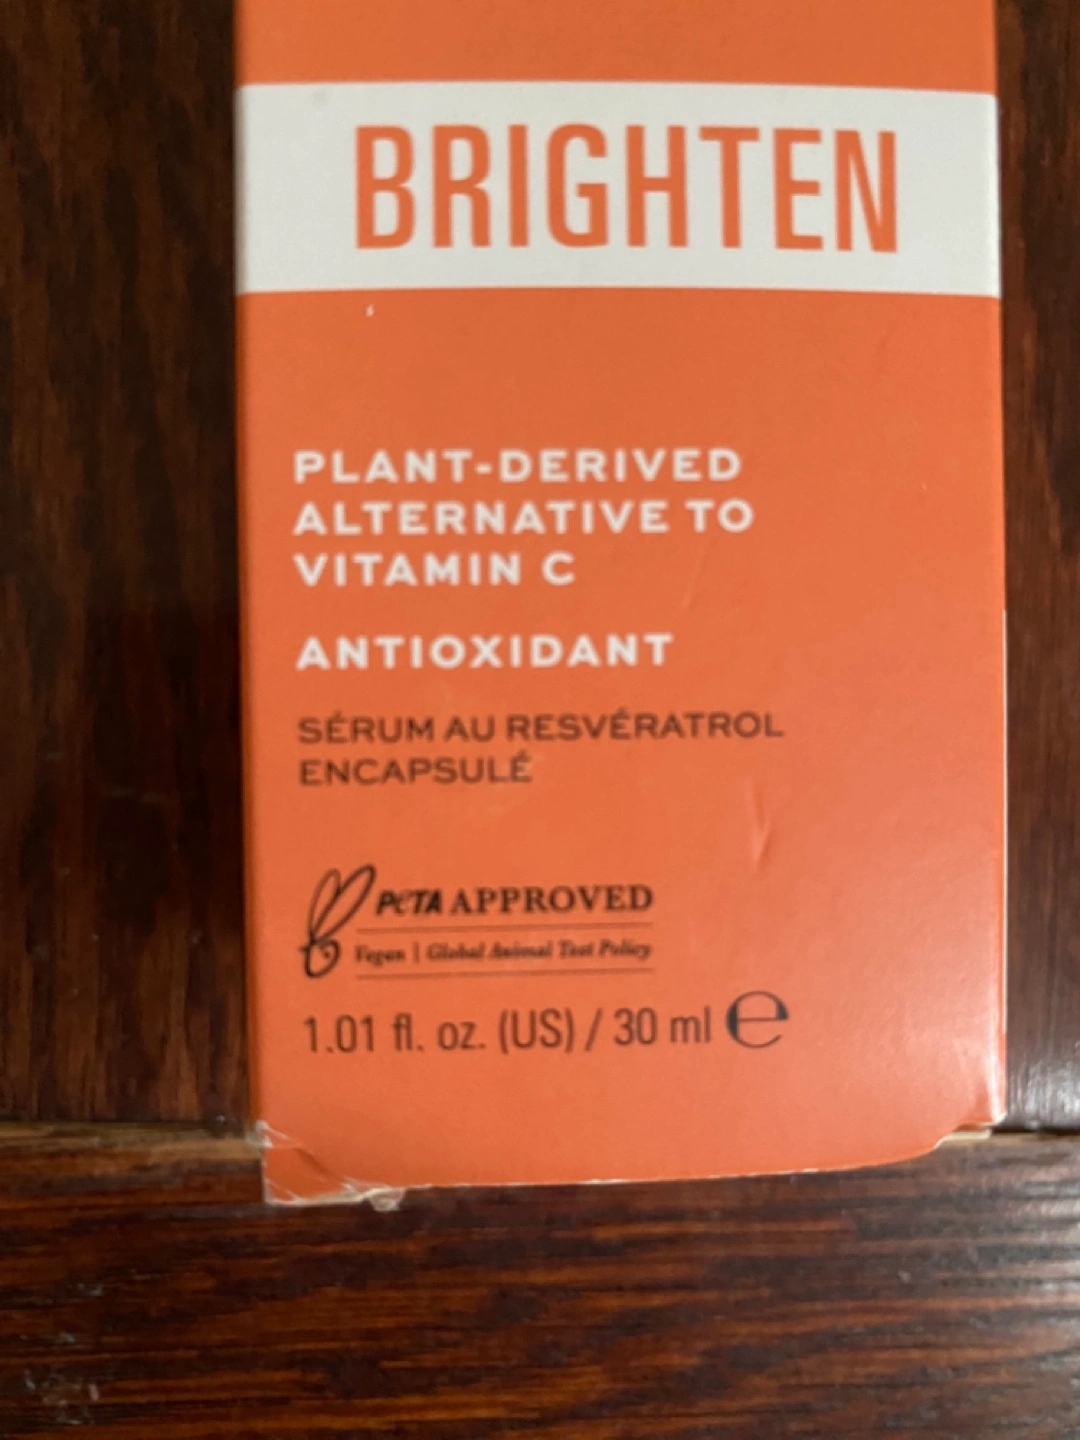 BRIGHTEN
PLANT-DERIVED
ALTERNATIVE TO
VITAMIN C
ANTIOXIDANT
SÉRUM AU RESVÉRATROL
ENCAPSULÉ
PETA APPROVED
Vegan | Global Animal Test Policy
1.01 fl. oz. (US) / 30 ml ℮